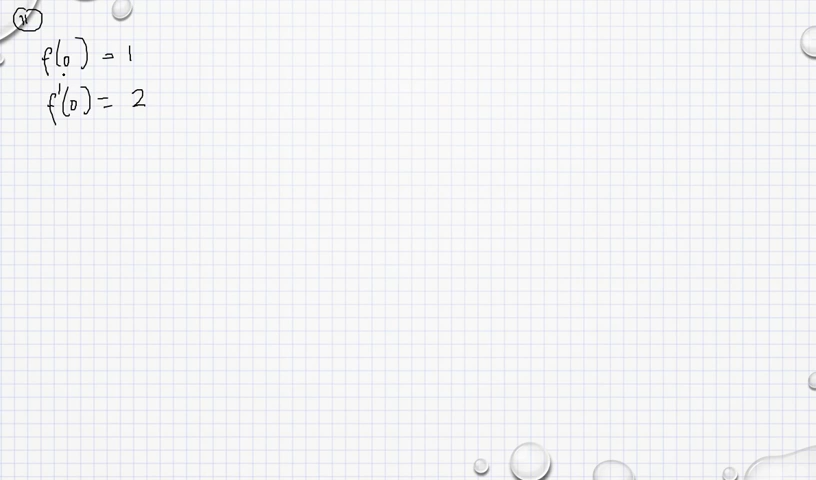 f(0) = 1
f'(0) = 2